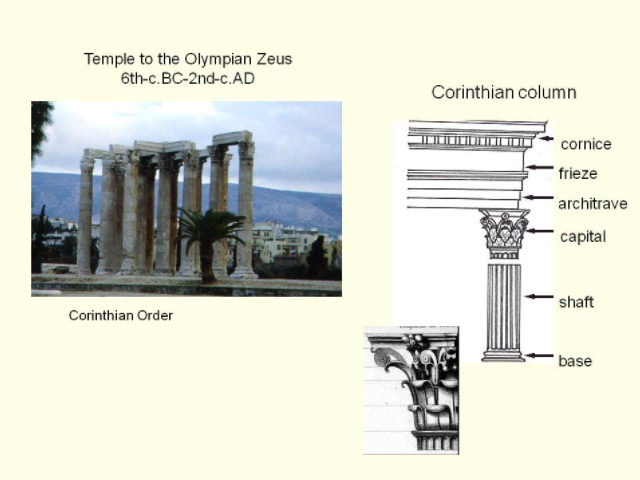 Temple to the Olympian Zeus
6th-c.BC-2nd-c.AD
Corinthian Order
Corinthian column
cornice
frieze
architrave
capital
shaft
base